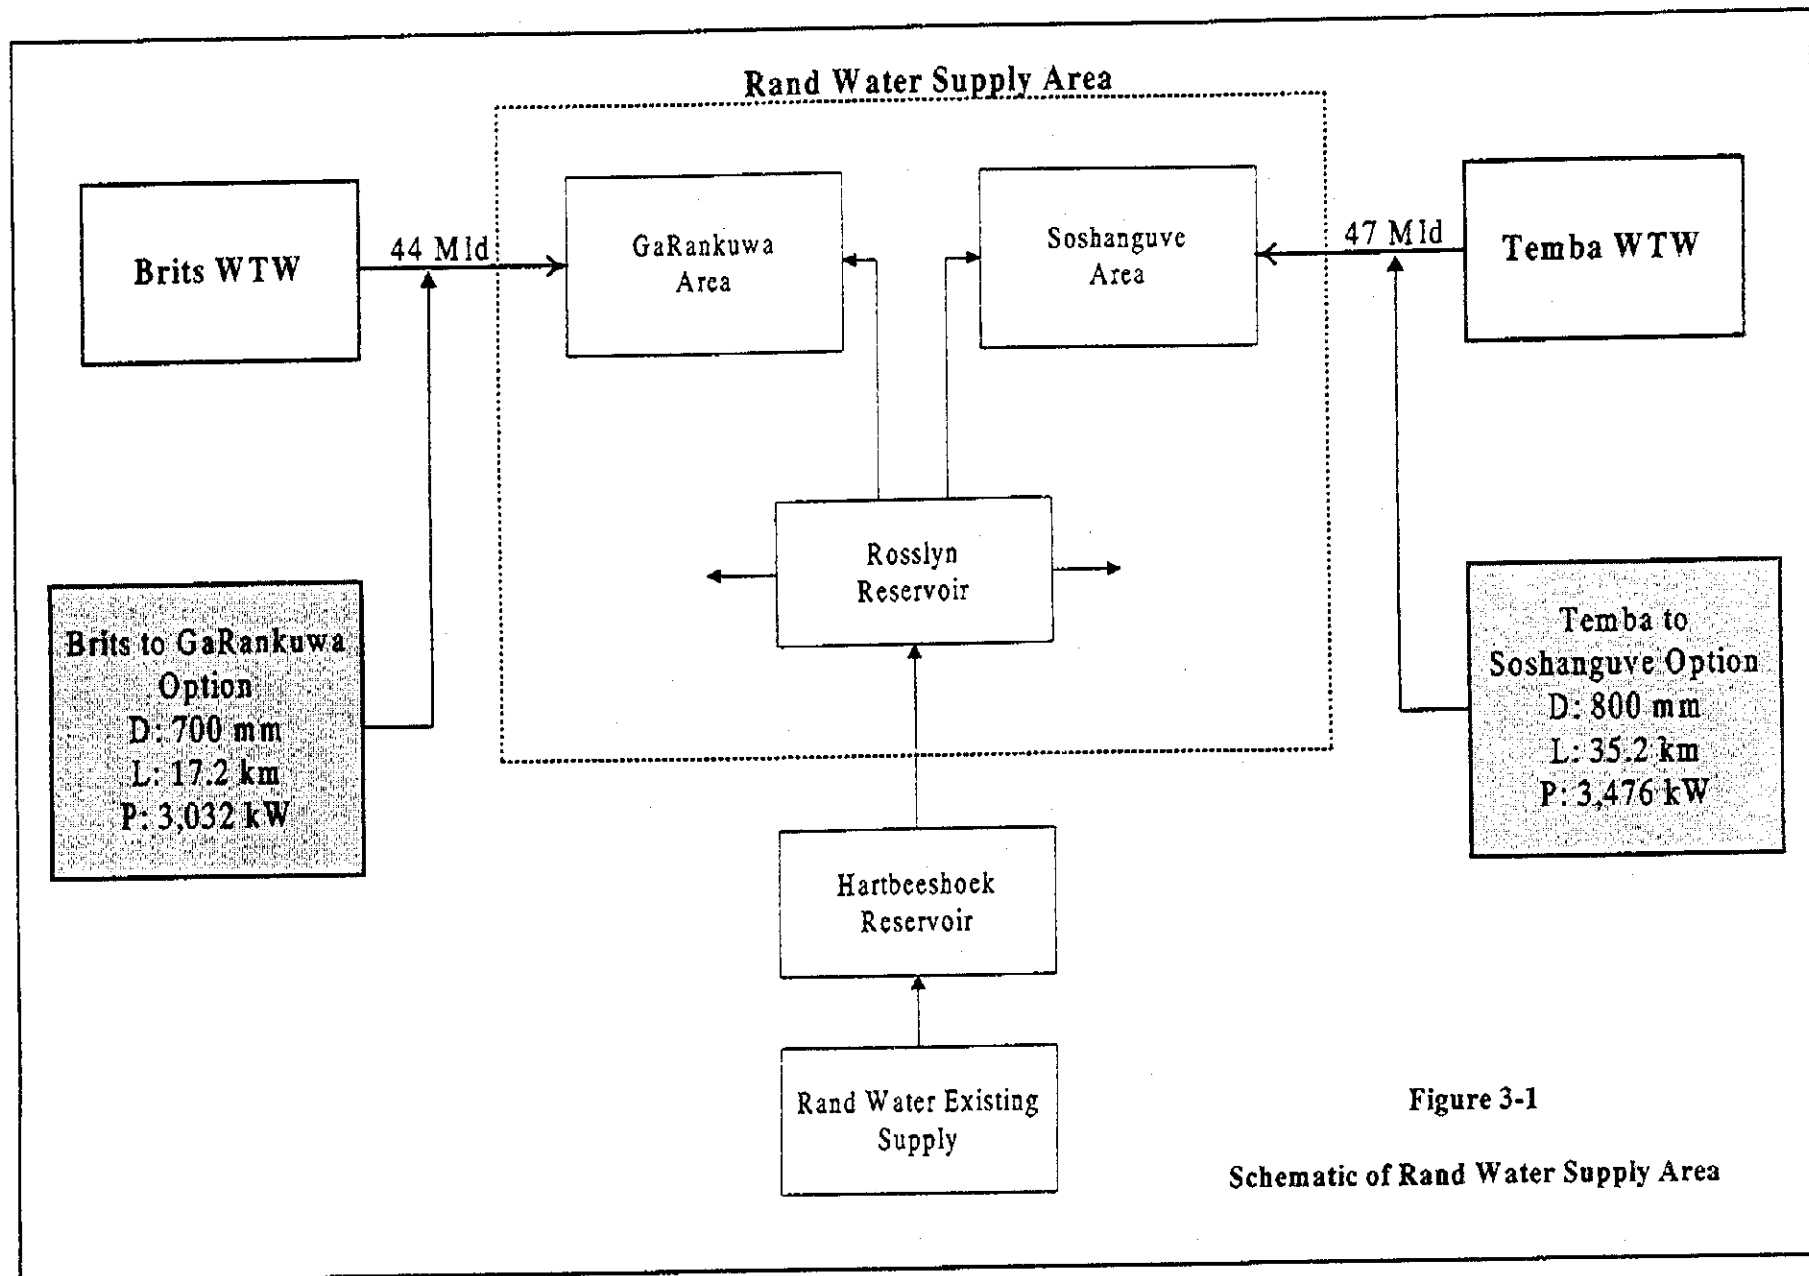 Rand Water Supply Area
Brits WTW
44 Mld
GaRankuwa
Area
Soshanguve
Area
47 Mld
Temba WTW
Rosslyn
Reservoir
Brits to GaRankuwa
Option
D: 700 mm
L: 17.2 km
P: 3,032 kW
Temba to
Soshanguve Option
D: 800 mm
L: 35.2 km
P: 3,476 kW
Hartbeeshoek
Reservoir
Rand Water Existing
Supply
Figure 3-1
Schematic of Rand Water Supply Area